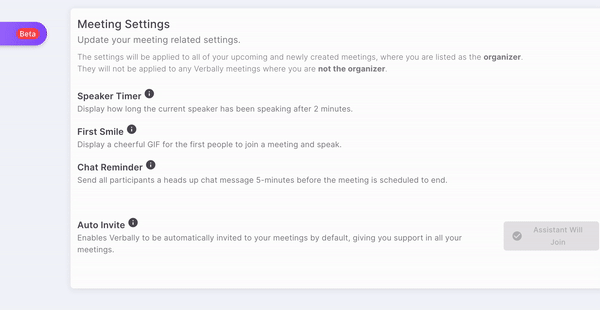 Beta
Meeting Settings
Update your meeting related settings.
The settings will be applied to all of your upcoming and newly created meetings, where you are listed as the organizer.
They will not be applied to any Verbally meetings where you are not the organizer.
Speaker Timer
Display how long the current speaker has been speaking after 2 minutes.
First Smile
Display a cheerful GIF for the first people to join a meeting and speak.
Chat Reminder
Send all participants a heads up chat message 5-minutes before the meeting is scheduled to end.
Auto Invite
Enables Verbally to be automatically invited to your meetings by default, giving you support in all your
meetings.
Assistant Will
Join